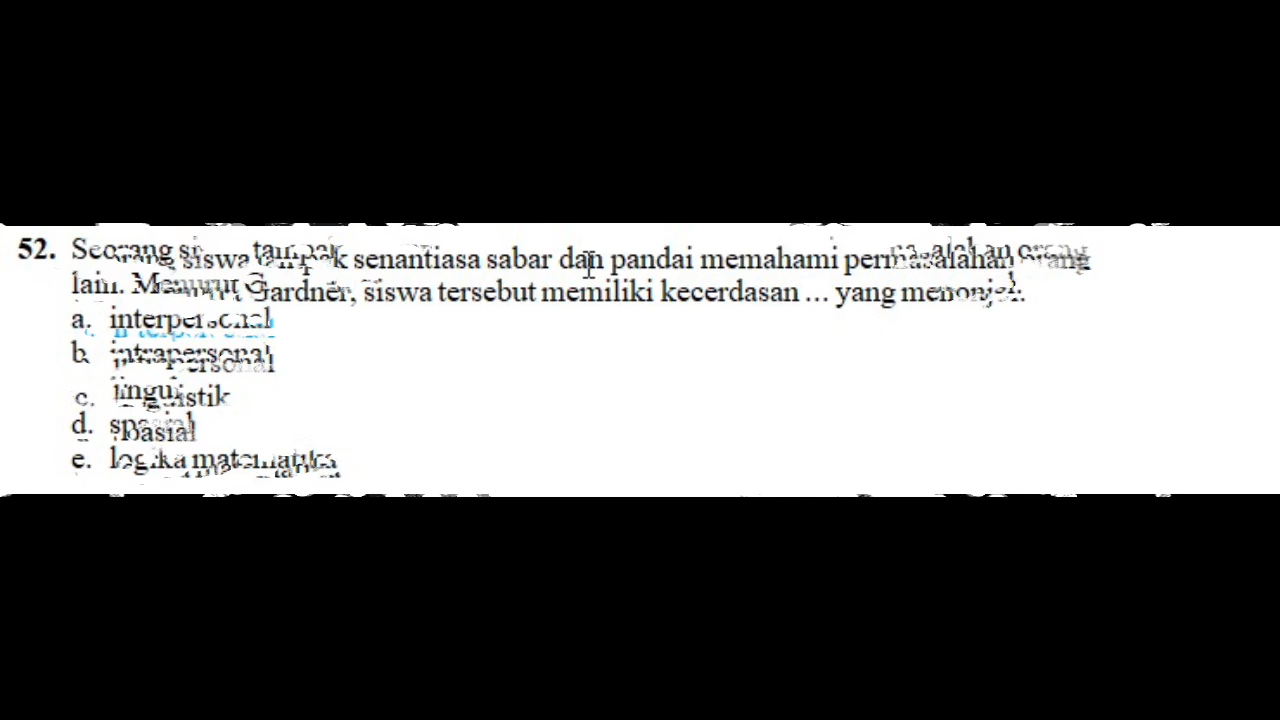 52. Seorang siswa tampak senantiasa sabar dan pandai memahami permasalahan orang
lain. Menurut Gardner, siswa tersebut memiliki kecerdasan ... yang menonjol.
a. interpersonal
b. intrapersonal
c. linguistik
d. spasial
e. logika matematika